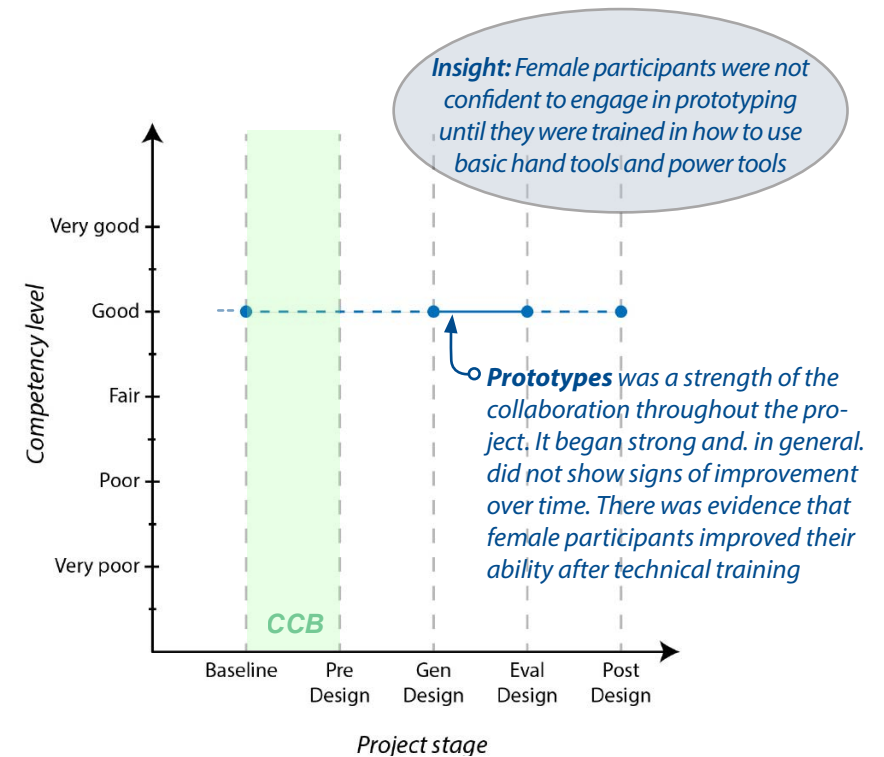 Insight: Female participants were not
confident to engage in prototyping
until they were trained in how to use
basic hand tools and power tools
Competency level
Very good
Good
Fair
Poor
Very poor
Prototypes was a strength of the
collaboration throughout the pro-
ject. It began strong and. in general.
did not show signs of improvement
over time. There was evidence that
female participants improved their
ability after technical training
CCB
Baseline
Pre
Design
Gen
Design
Eval
Design
Post
Design
Project stage